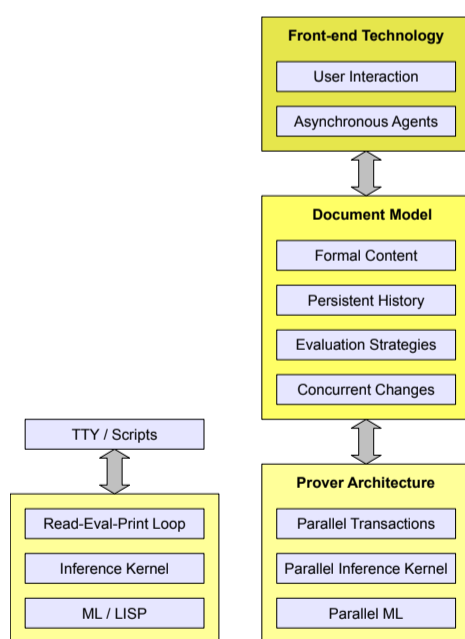 Front-end Technology
User Interaction
Asynchronous Agents
Document Model
Formal Content
Persistent History
Evaluation Strategies
Concurrent Changes
TTY / Scripts
Read-Eval-Print Loop
Inference Kernel
ML / LISP
Prover Architecture
Parallel Transactions
Parallel Inference Kernel
Parallel ML